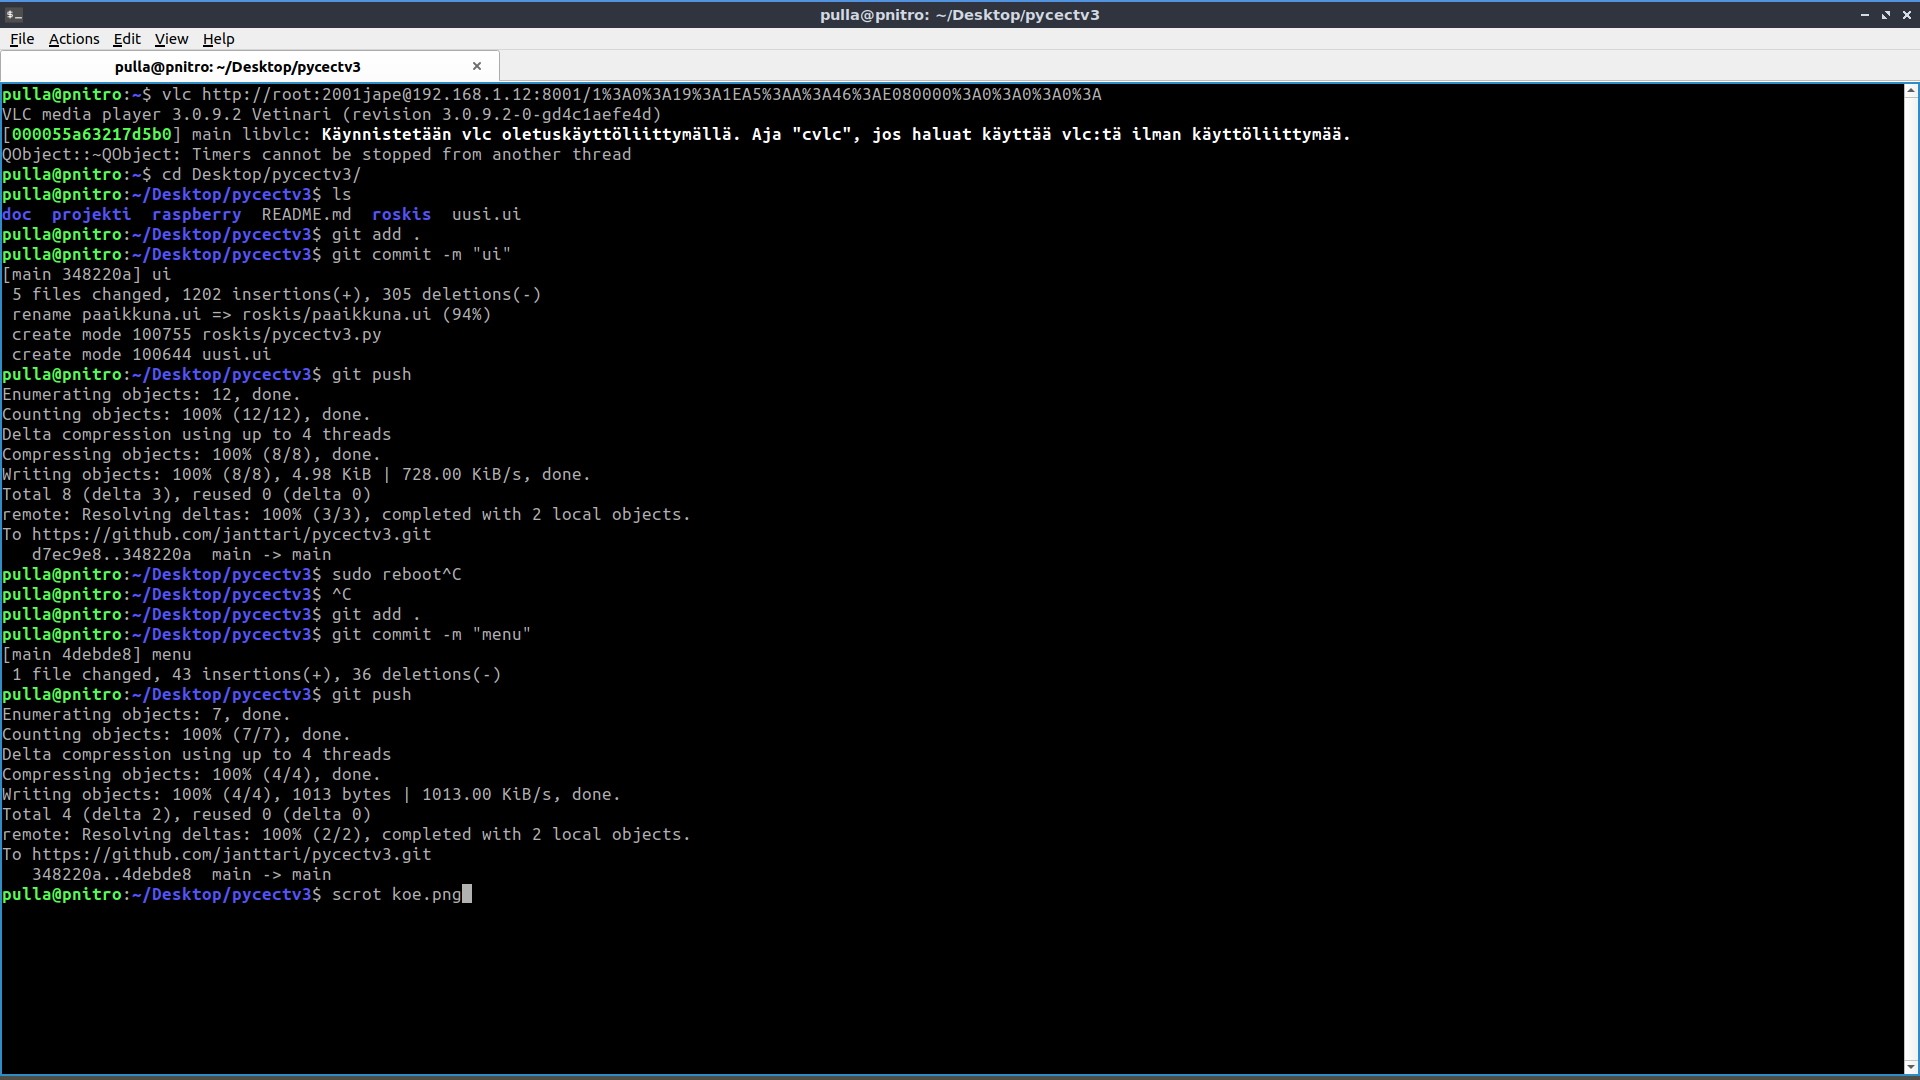 pulla@pnitro: ~/Desktop/pycectv3
File Actions Edit View Help
pulla@pnitro: ~/Desktop/pycectv3
pulla@pnitro:~$ vlc http://root:2001jape@192.168.1.12:8001/1%3A0%3A19%3A1EA5%3AA%3A46%3AE080000%3A0%3A0%3A0%3A
VLC media player 3.0.9.2 Vetinari (revision 3.0.9.2-0-gd4c1aefe4d)
[000055a63217d5b0] main libvlc: Käynnistetään vlc oletuskäyttöliittymällä. Aja "cvlc", jos haluat käyttää vlc:tä ilman käyttöliittymää.
QObject::~QObject: Timers cannot be stopped from another thread
pulla@pnitro:~$ cd Desktop/pycectv3/
pulla@pnitro:~/Desktop/pycectv3$ ls
doc  projekti  raspberry  README.md  roskis  uusi.ui
pulla@pnitro:~/Desktop/pycectv3$ git add .
pulla@pnitro:~/Desktop/pycectv3$ git commit -m "ui"
[main 348220a] ui
 5 files changed, 1202 insertions(+), 305 deletions(-)
 rename paaikkuna.ui => roskis/paaikkuna.ui (94%)
 create mode 100755 roskis/pycectv3.py
 create mode 100644 uusi.ui
pulla@pnitro:~/Desktop/pycectv3$ git push
Enumerating objects: 12, done.
Counting objects: 100% (12/12), done.
Delta compression using up to 4 threads
Compressing objects: 100% (8/8), done.
Writing objects: 100% (8/8), 4.98 KiB | 728.00 KiB/s, done.
Total 8 (delta 3), reused 0 (delta 0)
remote: Resolving deltas: 100% (3/3), completed with 2 local objects.
To https://github.com/janttari/pycectv3.git
   d7ec9e8..348220a  main -> main
pulla@pnitro:~/Desktop/pycectv3$ sudo reboot^C
pulla@pnitro:~/Desktop/pycectv3$ ^C
pulla@pnitro:~/Desktop/pycectv3$ git add .
pulla@pnitro:~/Desktop/pycectv3$ git commit -m "menu"
[main 4debde8] menu
 1 file changed, 43 insertions(+), 36 deletions(-)
pulla@pnitro:~/Desktop/pycectv3$ git push
Enumerating objects: 7, done.
Counting objects: 100% (7/7), done.
Delta compression using up to 4 threads
Compressing objects: 100% (4/4), done.
Writing objects: 100% (4/4), 1013 bytes | 1013.00 KiB/s, done.
Total 4 (delta 2), reused 0 (delta 0)
remote: Resolving deltas: 100% (2/2), completed with 2 local objects.
To https://github.com/janttari/pycectv3.git
   348220a..4debde8  main -> main
pulla@pnitro:~/Desktop/pycectv3$ scrot koe.png